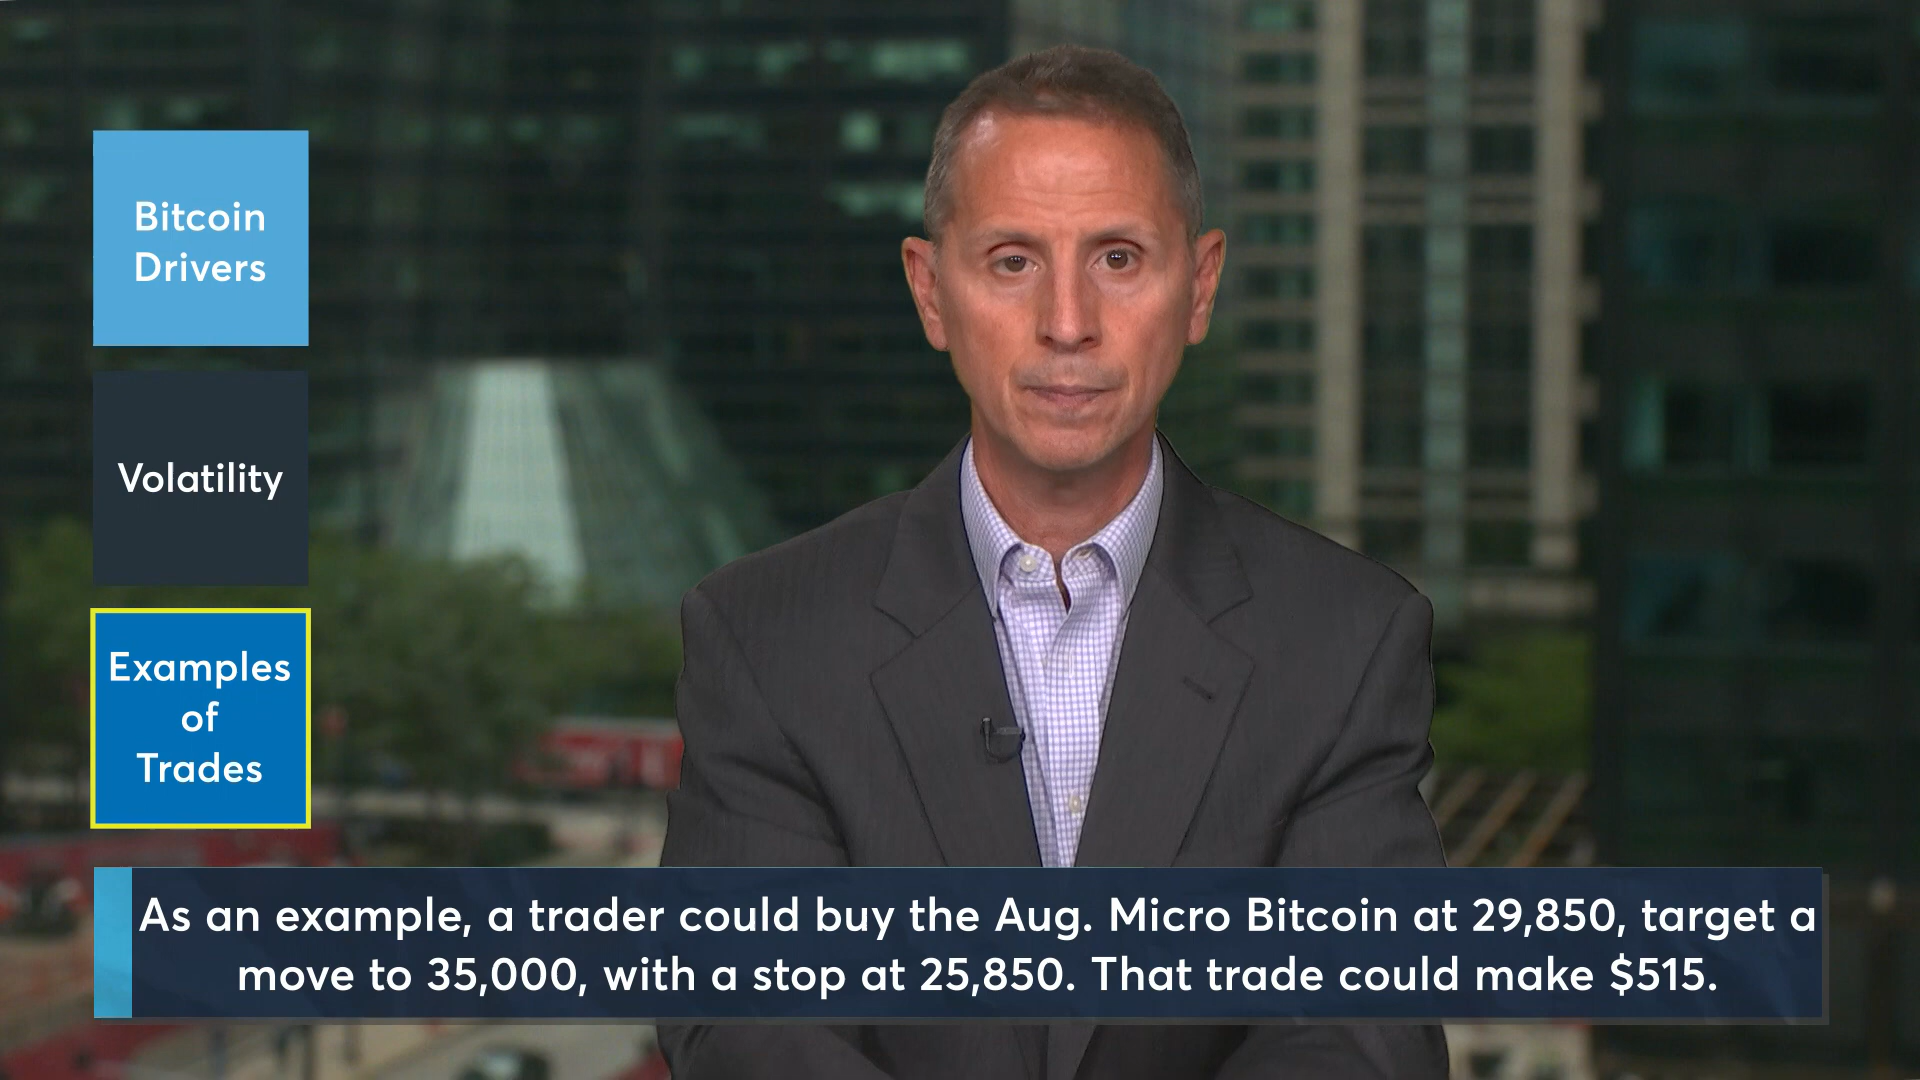 Bitcoin
Drivers
Volatility
Examples
of
Trades
As an example, a trader could buy the Aug. Micro Bitcoin at 29,850, target a
move to 35,000, with a stop at 25,850. That trade could make $515.